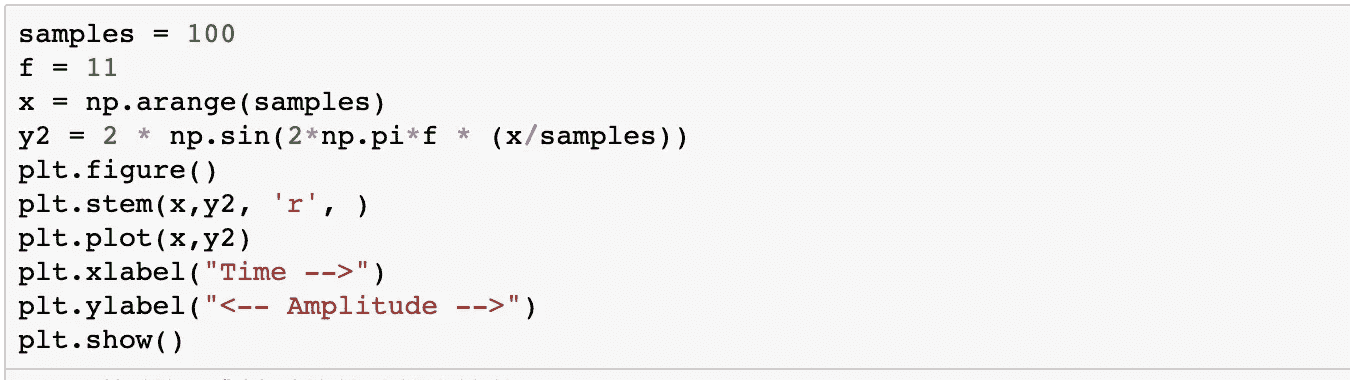 samples = 100
f = 11
x = np.arange(samples)
y2 = 2 * np.sin(2*np.pi*f * (x/samples))
plt.figure()
plt.stem(x,y2, 'r', )
plt.plot(x,y2)
plt.xlabel("Time -->")
plt.ylabel("<-- Amplitude -->")
plt.show()